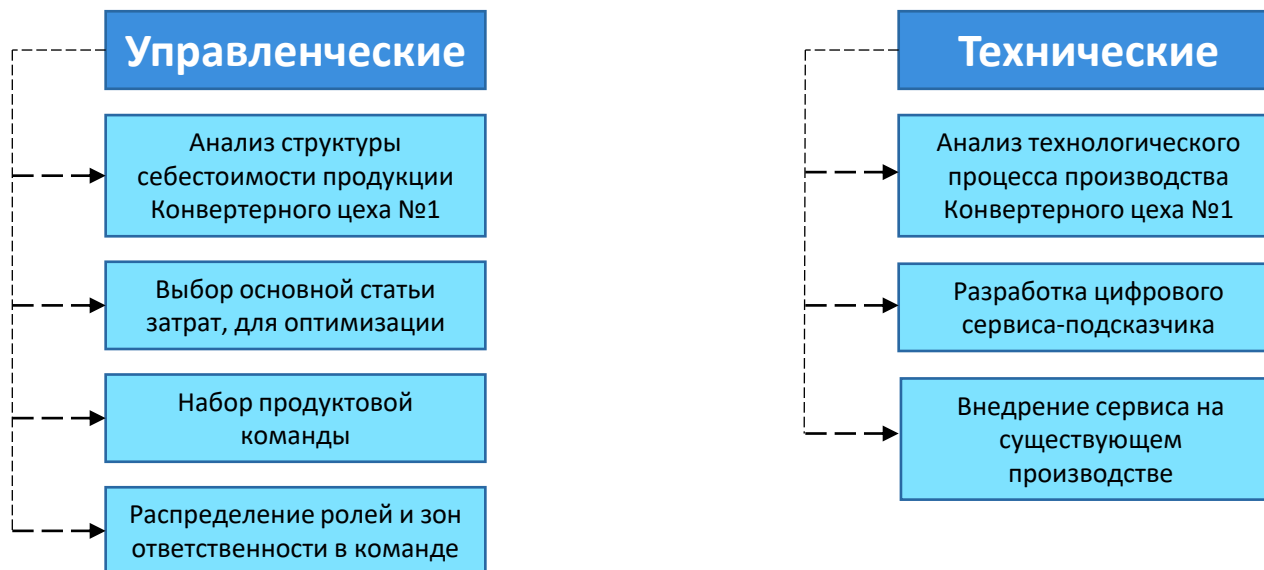 Управленческие
Анализ структуры
себестоимости продукции
Конвертерного цеха №1
Выбор основной статьи
затрат, для оптимизации
Набор продуктовой
команды
Распределение ролей и зон
ответственности в команде
Технические
Анализ технологического
процесса производства
Конвертерного цеха №1
Разработка цифрового
сервиса-подсказчика
Внедрение сервиса на
существующем
производстве